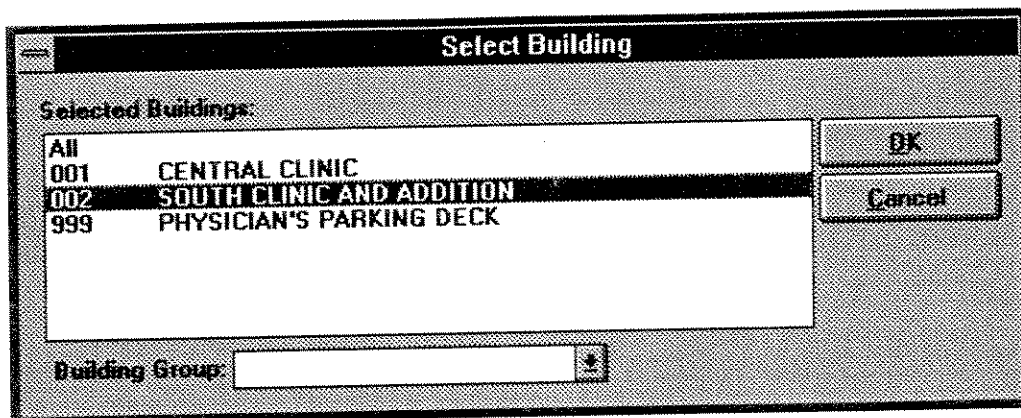 Select Building
Selected Buildings:
All
001 CENTRAL CLINIC
002 SOUTH CLINIC AND ADDITION
999 PHYSICIAN'S PARKING DECK
OK
Cancel
Building Group: